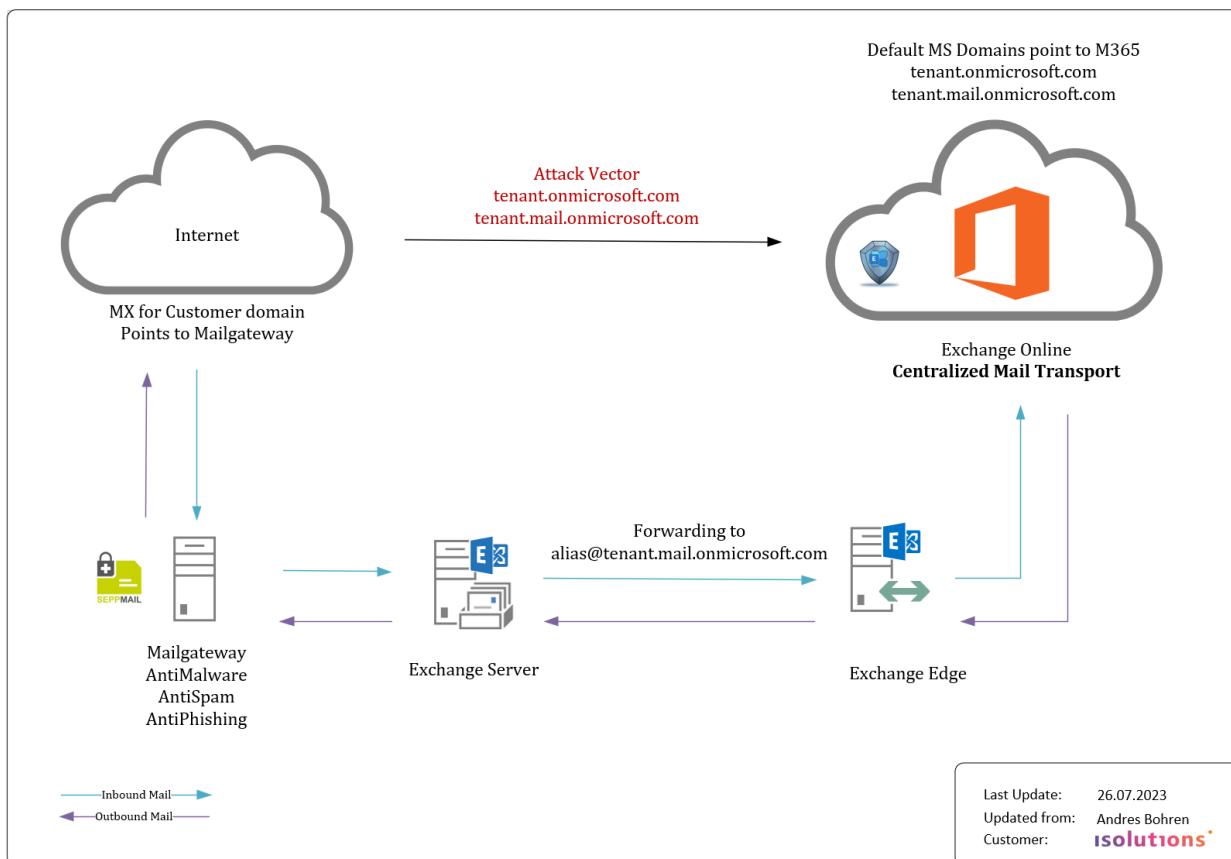 Default MS Domains point to M365
tenant.onmicrosoft.com
tenant.mail.onmicrosoft.com
Attack Vector
tenant.onmicrosoft.com
tenant.mail.onmicrosoft.com
Internet
MX for Customer domain
Points to Mailgateway
Exchange Online
Centralized Mail Transport
Forwarding to
alias@tenant.mail.onmicrosoft.com
SEPPMAIL
Mailgateway
AntiMalware
AntiSpam
AntiPhishing
Exchange Server
Exchange Edge
Inbound Mail
Outbound Mail
Last Update: 26.07.2023
Updated from: Andres Bohren
Customer: isolutions